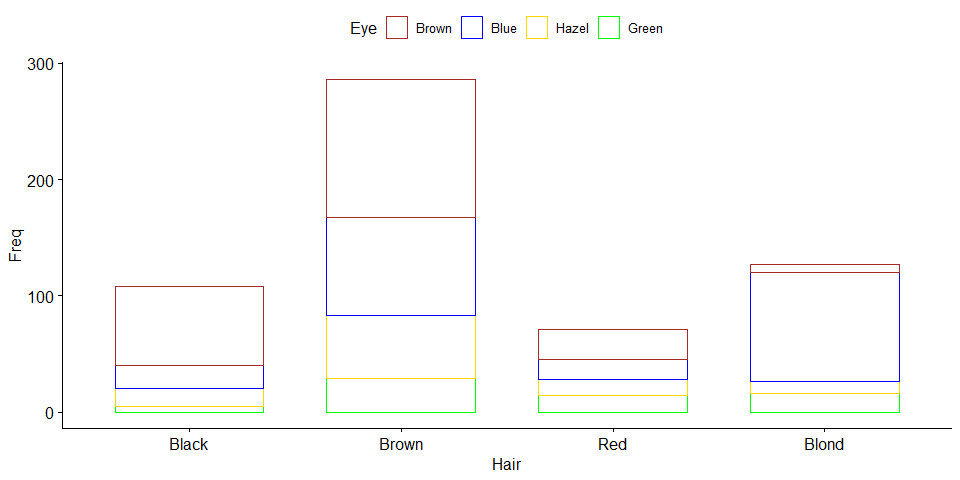 Eye Brown Blue Hazel Green
300
200
100
0
Freq
Black Brown Red Blond
Hair